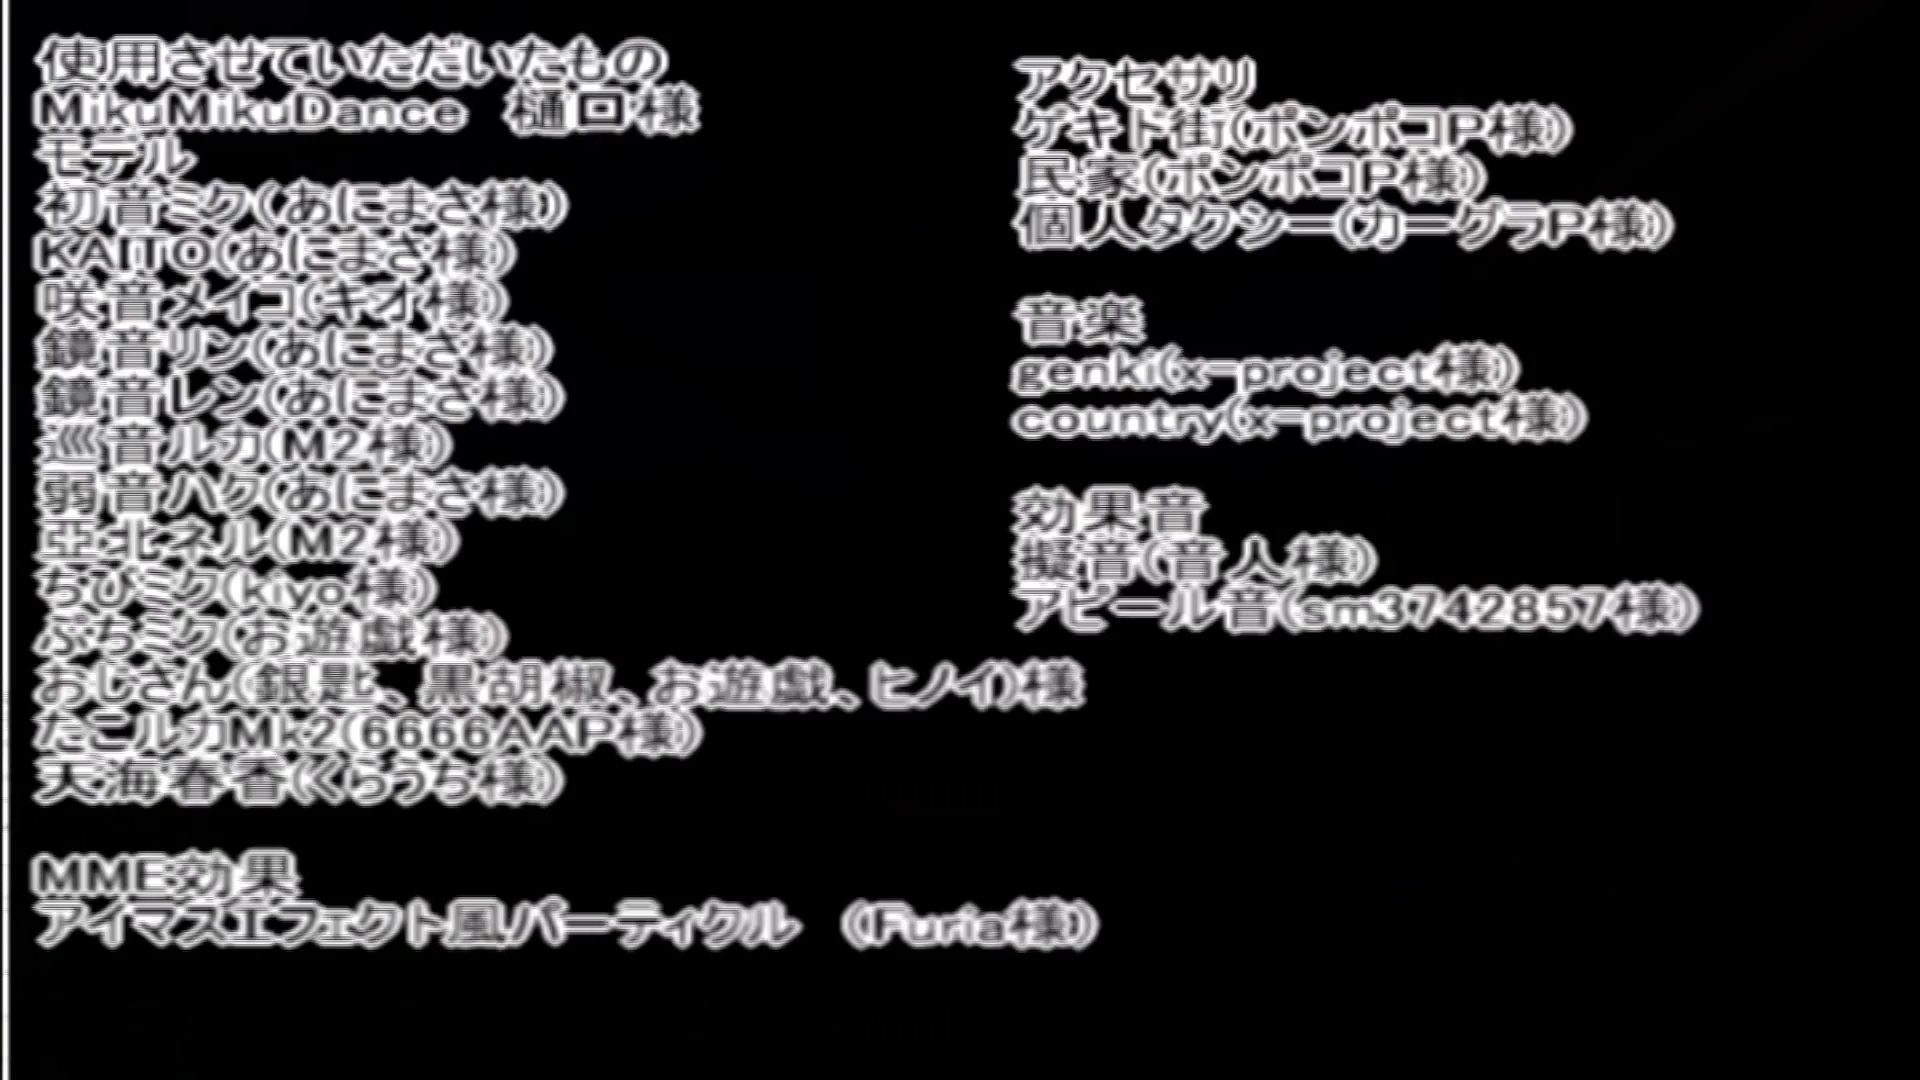 使用させていただいたもの
MikuMikuDance　樋口様
モデル
初音ミク(あにまさ様)
KAITO(あにまさ様)
咲音メイコ(キオ様)
鏡音リン(あにまさ様)
鏡音レン(あにまさ様)
巡音ルカ(M2様)
弱音ハク(あにまさ様)
亞北ネル(M2様)
ちびミク(kiyo様)
ぷちミク(お遊戯様)
おじさん(銀匙、黒胡椒、お遊戯、ヒノイ)様
たこルカMk2(6666AAP様)
天海春香(くらうち様)
MME効果
アイマスエフェクト風パーティクル　(Furia様)
アクセサリ
ゲキド街(ポンポコP様)
民家(ポンポコP様)
個人タクシー(カーグラP様)
音楽
genki(x-project様)
country(x-project様)
効果音
擬音(音人様)
アピール音(sm3742857様)